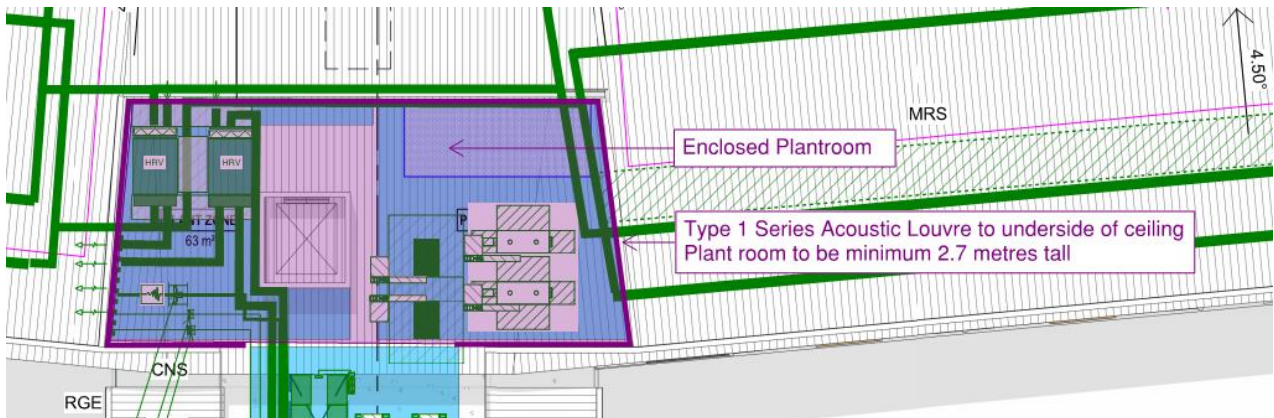 4.50°
MRS
Enclosed Plantroom
HRV
HRV
63 m²
Type 1 Series Acoustic Louvre to underside of ceiling
Plant room to be minimum 2.7 metres tall
CNS
RGE